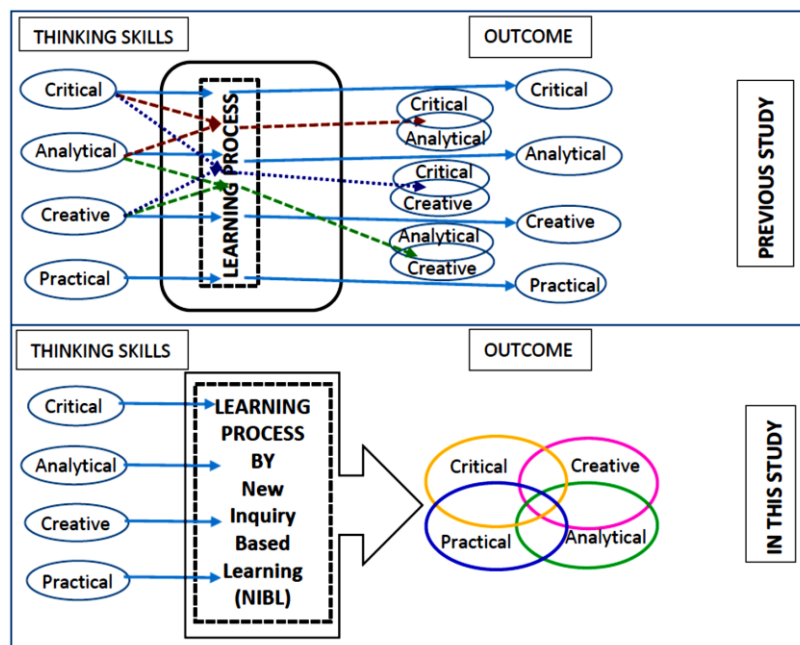 THINKING SKILLS
OUTCOME
Critical
Analytical
Creative
Practical
LEARNING PROCESS
Critical
Analytical
Critical
Creative
Analytical
Creative
Critical
Analytical
Creative
Practical
PREVIOUS STUDY
THINKING SKILLS
OUTCOME
Critical
Analytical
Creative
Practical
LEARNING
PROCESS
BY
New
Inquiry
Based
Learning
(NIBL)
Critical
Creative
Practical
Analytical
IN THIS STUDY